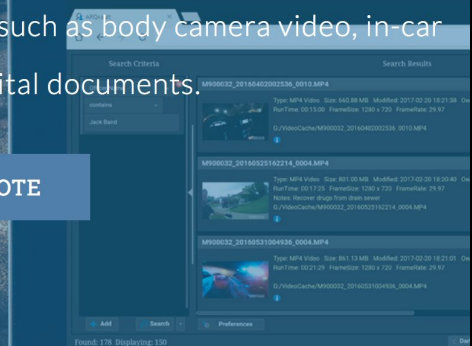 such as body camera video, in-car
ital documents.
OTE
Search Criteria
Search Results
contains
Jack Baird
M900032_20160402002536_0010.MP4
Type: MP4 Video Size: 660.88 MB Modified: 2017-02-20 18:21:38 Ow
RunTime: 00:15:00 FrameSize: 1280 x 720 FrameRate: 29.97
G:/VideoCache/M900032_20160402002536_0010.MP4
M900032_20160525162214_0004.MP4
Type: MP4 Video Size: 801.00 MB Modified: 2017-02-20 18:20:40 Ow
RunTime: 00:17:25 FrameSize: 1280 x 720 FrameRate: 29.97
Notes: Recover drugs from drain sewer
G:/VideoCache/M900032_20160525162214_0004.MP4
M900032_20160531004936_0004.MP4
Type: MP4 Video Size: 861.13 MB Modified: 2017-02-20 18:21:01 Ow
RunTime: 00:21:29 FrameSize: 1280 x 720 FrameRate: 29.97
G:/VideoCache/M900032_20160531004936_0004.MP4
Add
Search
Preferences
Found: 178 Displaying: 150